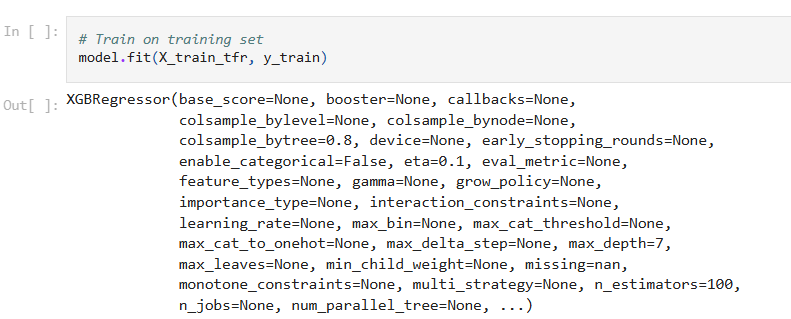 In [ ]:
# Train on training set
model.fit(X_train_tfr, y_train)
Out[ ]:
XGBRegressor(base_score=None, booster=None, callbacks=None,
colsample_bylevel=None, colsample_bynode=None,
colsample_bytree=0.8, device=None, early_stopping_rounds=None,
enable_categorical=False, eta=0.1, eval_metric=None,
feature_types=None, gamma=None, grow_policy=None,
importance_type=None, interaction_constraints=None,
learning_rate=None, max_bin=None, max_cat_threshold=None,
max_cat_to_onehot=None, max_delta_step=None, max_depth=7,
max_leaves=None, min_child_weight=None, missing=nan,
monotone_constraints=None, multi_strategy=None, n_estimators=100,
n_jobs=None, num_parallel_tree=None, ...)